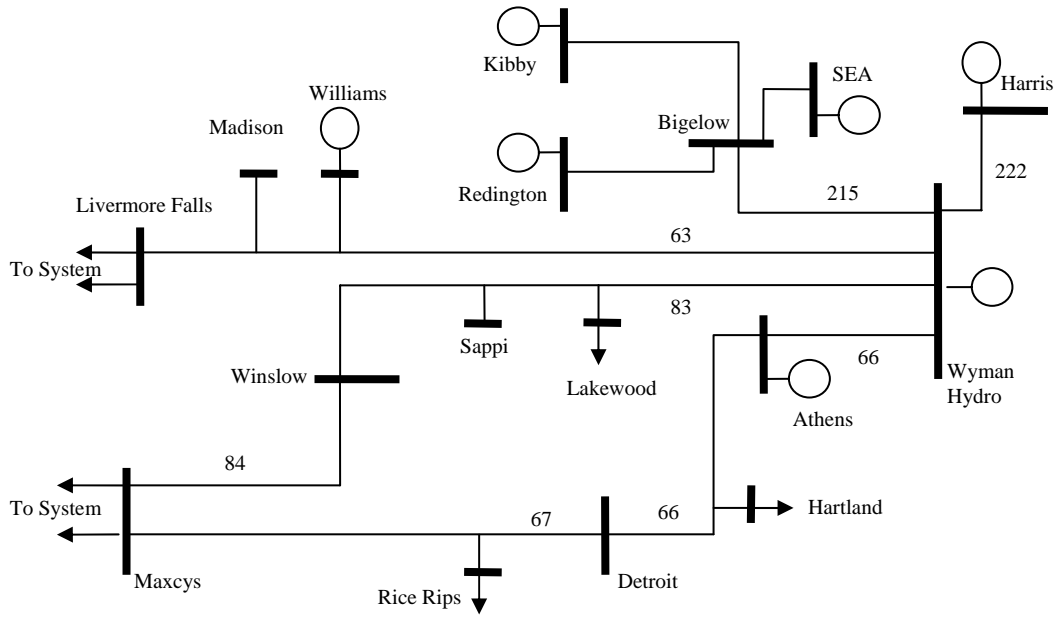 Kibby
SEA
Harris
Williams
Madison
Bigelow
Redington
222
Livermore Falls
215
63
To System
83
Sappi
66
Winslow
Lakewood
Wyman
Hydro
Athens
84
To System
67
66
Hartland
Maxcys
Detroit
Rice Rips